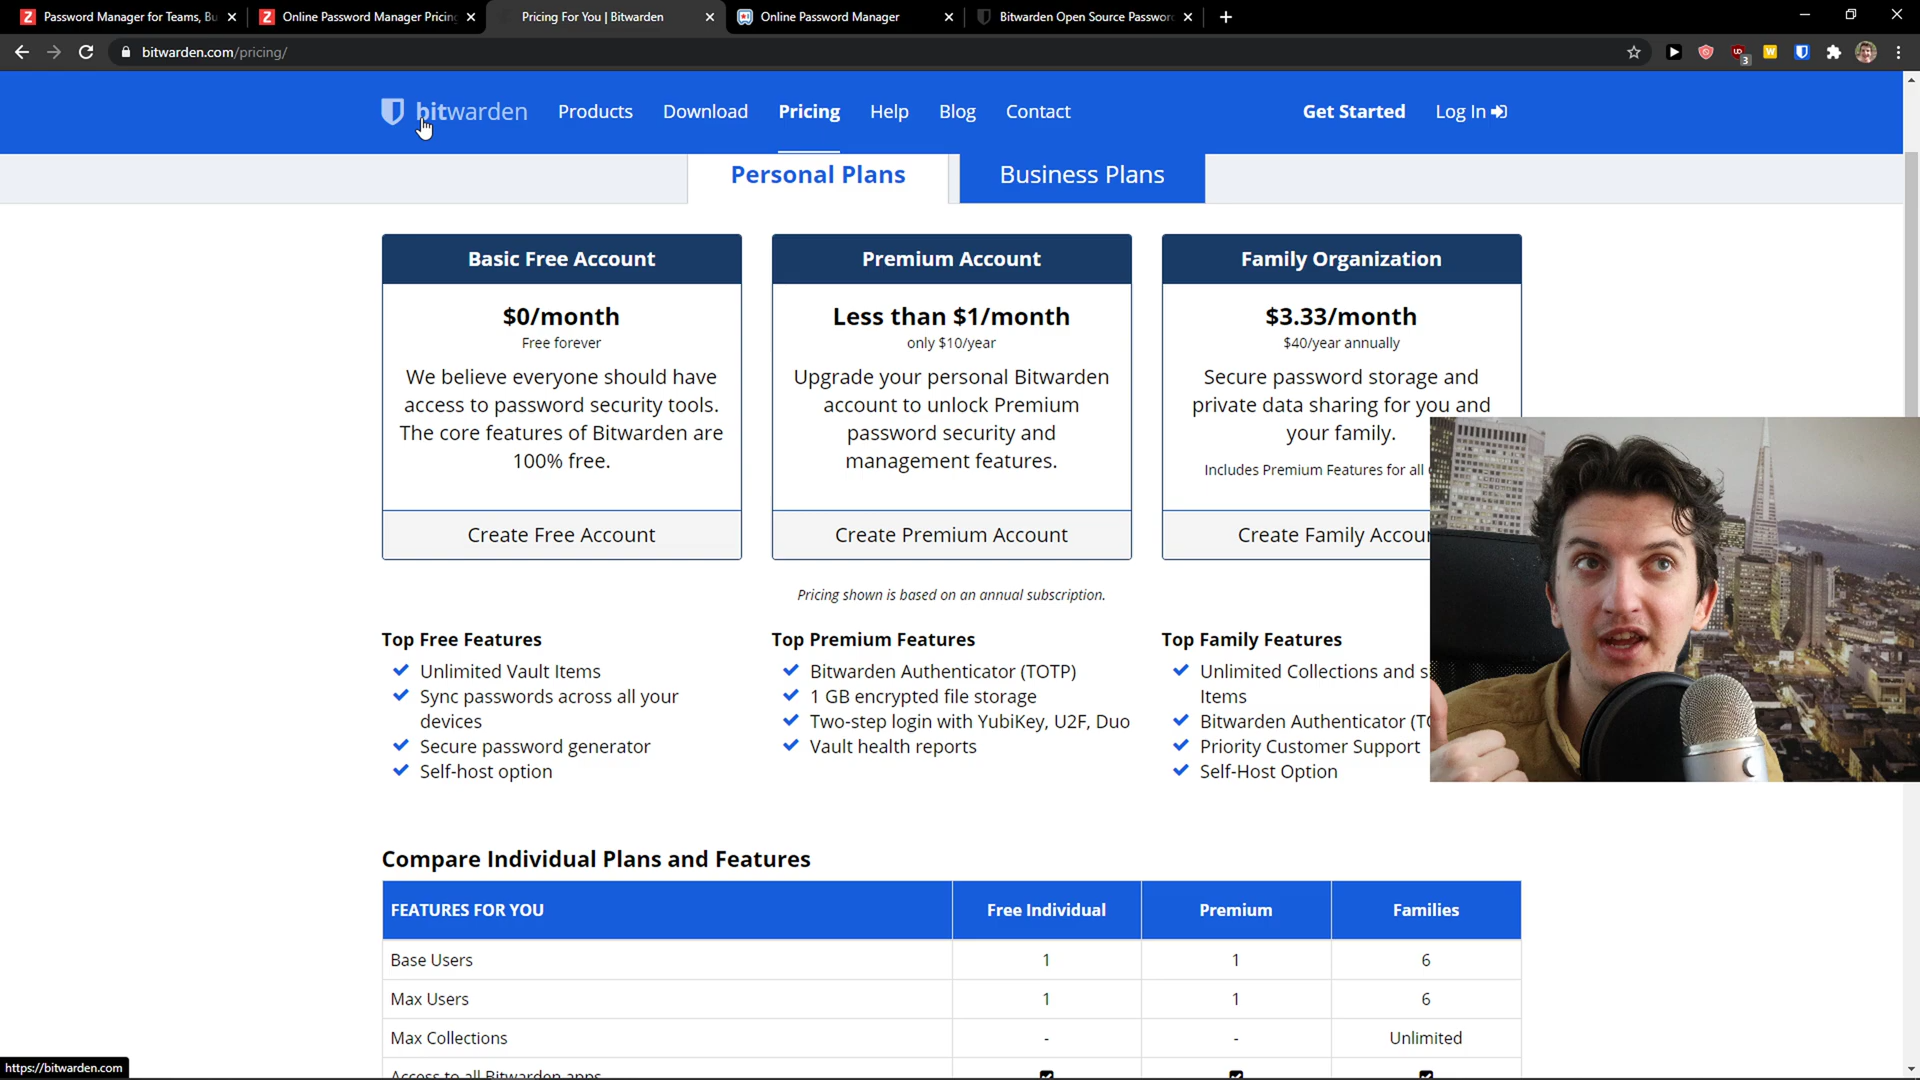 Password Manager for Teams, Bu
Online Password Manager Pricing
Pricing For You | Bitwarden
Online Password Manager
Bitwarden Open Source Passwor
bitwarden.com/pricing/
3
bitwarden
Products
Download
Pricing
Help
Blog
Contact
Get Started
Log In
Personal Plans
Business Plans
Basic Free Account
$0/month
Free forever
We believe everyone should have
access to password security tools.
The core features of Bitwarden are
100% free.
Create Free Account
Premium Account
Less than $1/month
only $10/year
Upgrade your personal Bitwarden
account to unlock Premium
password security and
management features.
Create Premium Account
Family Organization
$3.33/month
$40/year annually
Secure password storage and
private data sharing for you and
your family.
Includes Premium Features for all
Create Family Accou
Pricing shown is based on an annual subscription.
Top Free Features
Unlimited Vault Items
Sync passwords across all your
devices
Secure password generator
Self-host option
Top Premium Features
Bitwarden Authenticator (TOTP)
1 GB encrypted file storage
Two-step login with YubiKey, U2F, Duo
Vault health reports
Top Family Features
Unlimited Collections and s
Items
Bitwarden Authenticator (TO
Priority Customer Support
Self-Host Option
Compare Individual Plans and Features
FEATURES FOR YOU
Free Individual
Premium
Families
Base Users
1
1
6
Max Users
1
1
6
Max Collections
-
-
Unlimited
Access to all Bitwarden apps
https://bitwarden.com